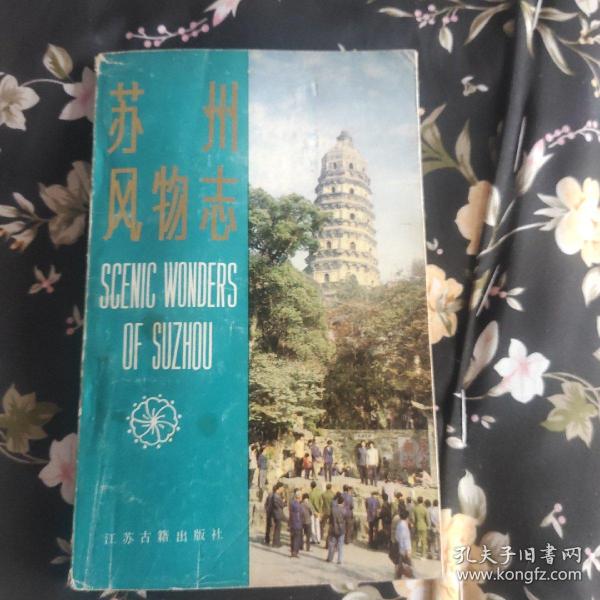 苏州
风物志
SCENIC WONDERS
OF SUZHOU
江苏古籍出版社
孔夫子旧书网
www.kongfz.com